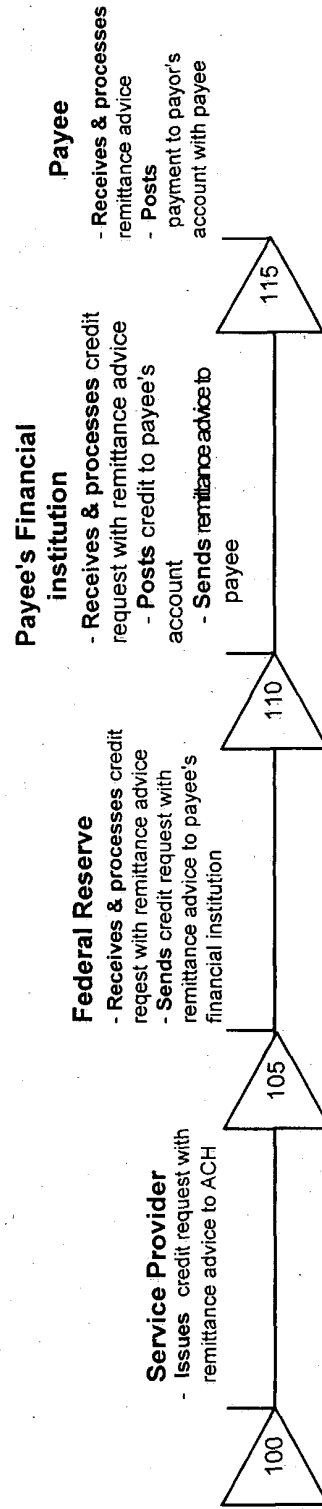 Service Provider
- Issues credit request with
remittance advice to ACH
Federal Reserve
- Receives & processes credit
reqest with remittance advice
- Sends credit request with
remittance advice to payee's
financial institution
Payee's Financial
institution
- Receives & processes credit
request with remittance advice
- Posts credit to payee's
account
- Sends remittance advice to
payee
Payee
- Receives & processes
remittance advice
- Posts
payment to payor's
account with payee
100
105
110
115